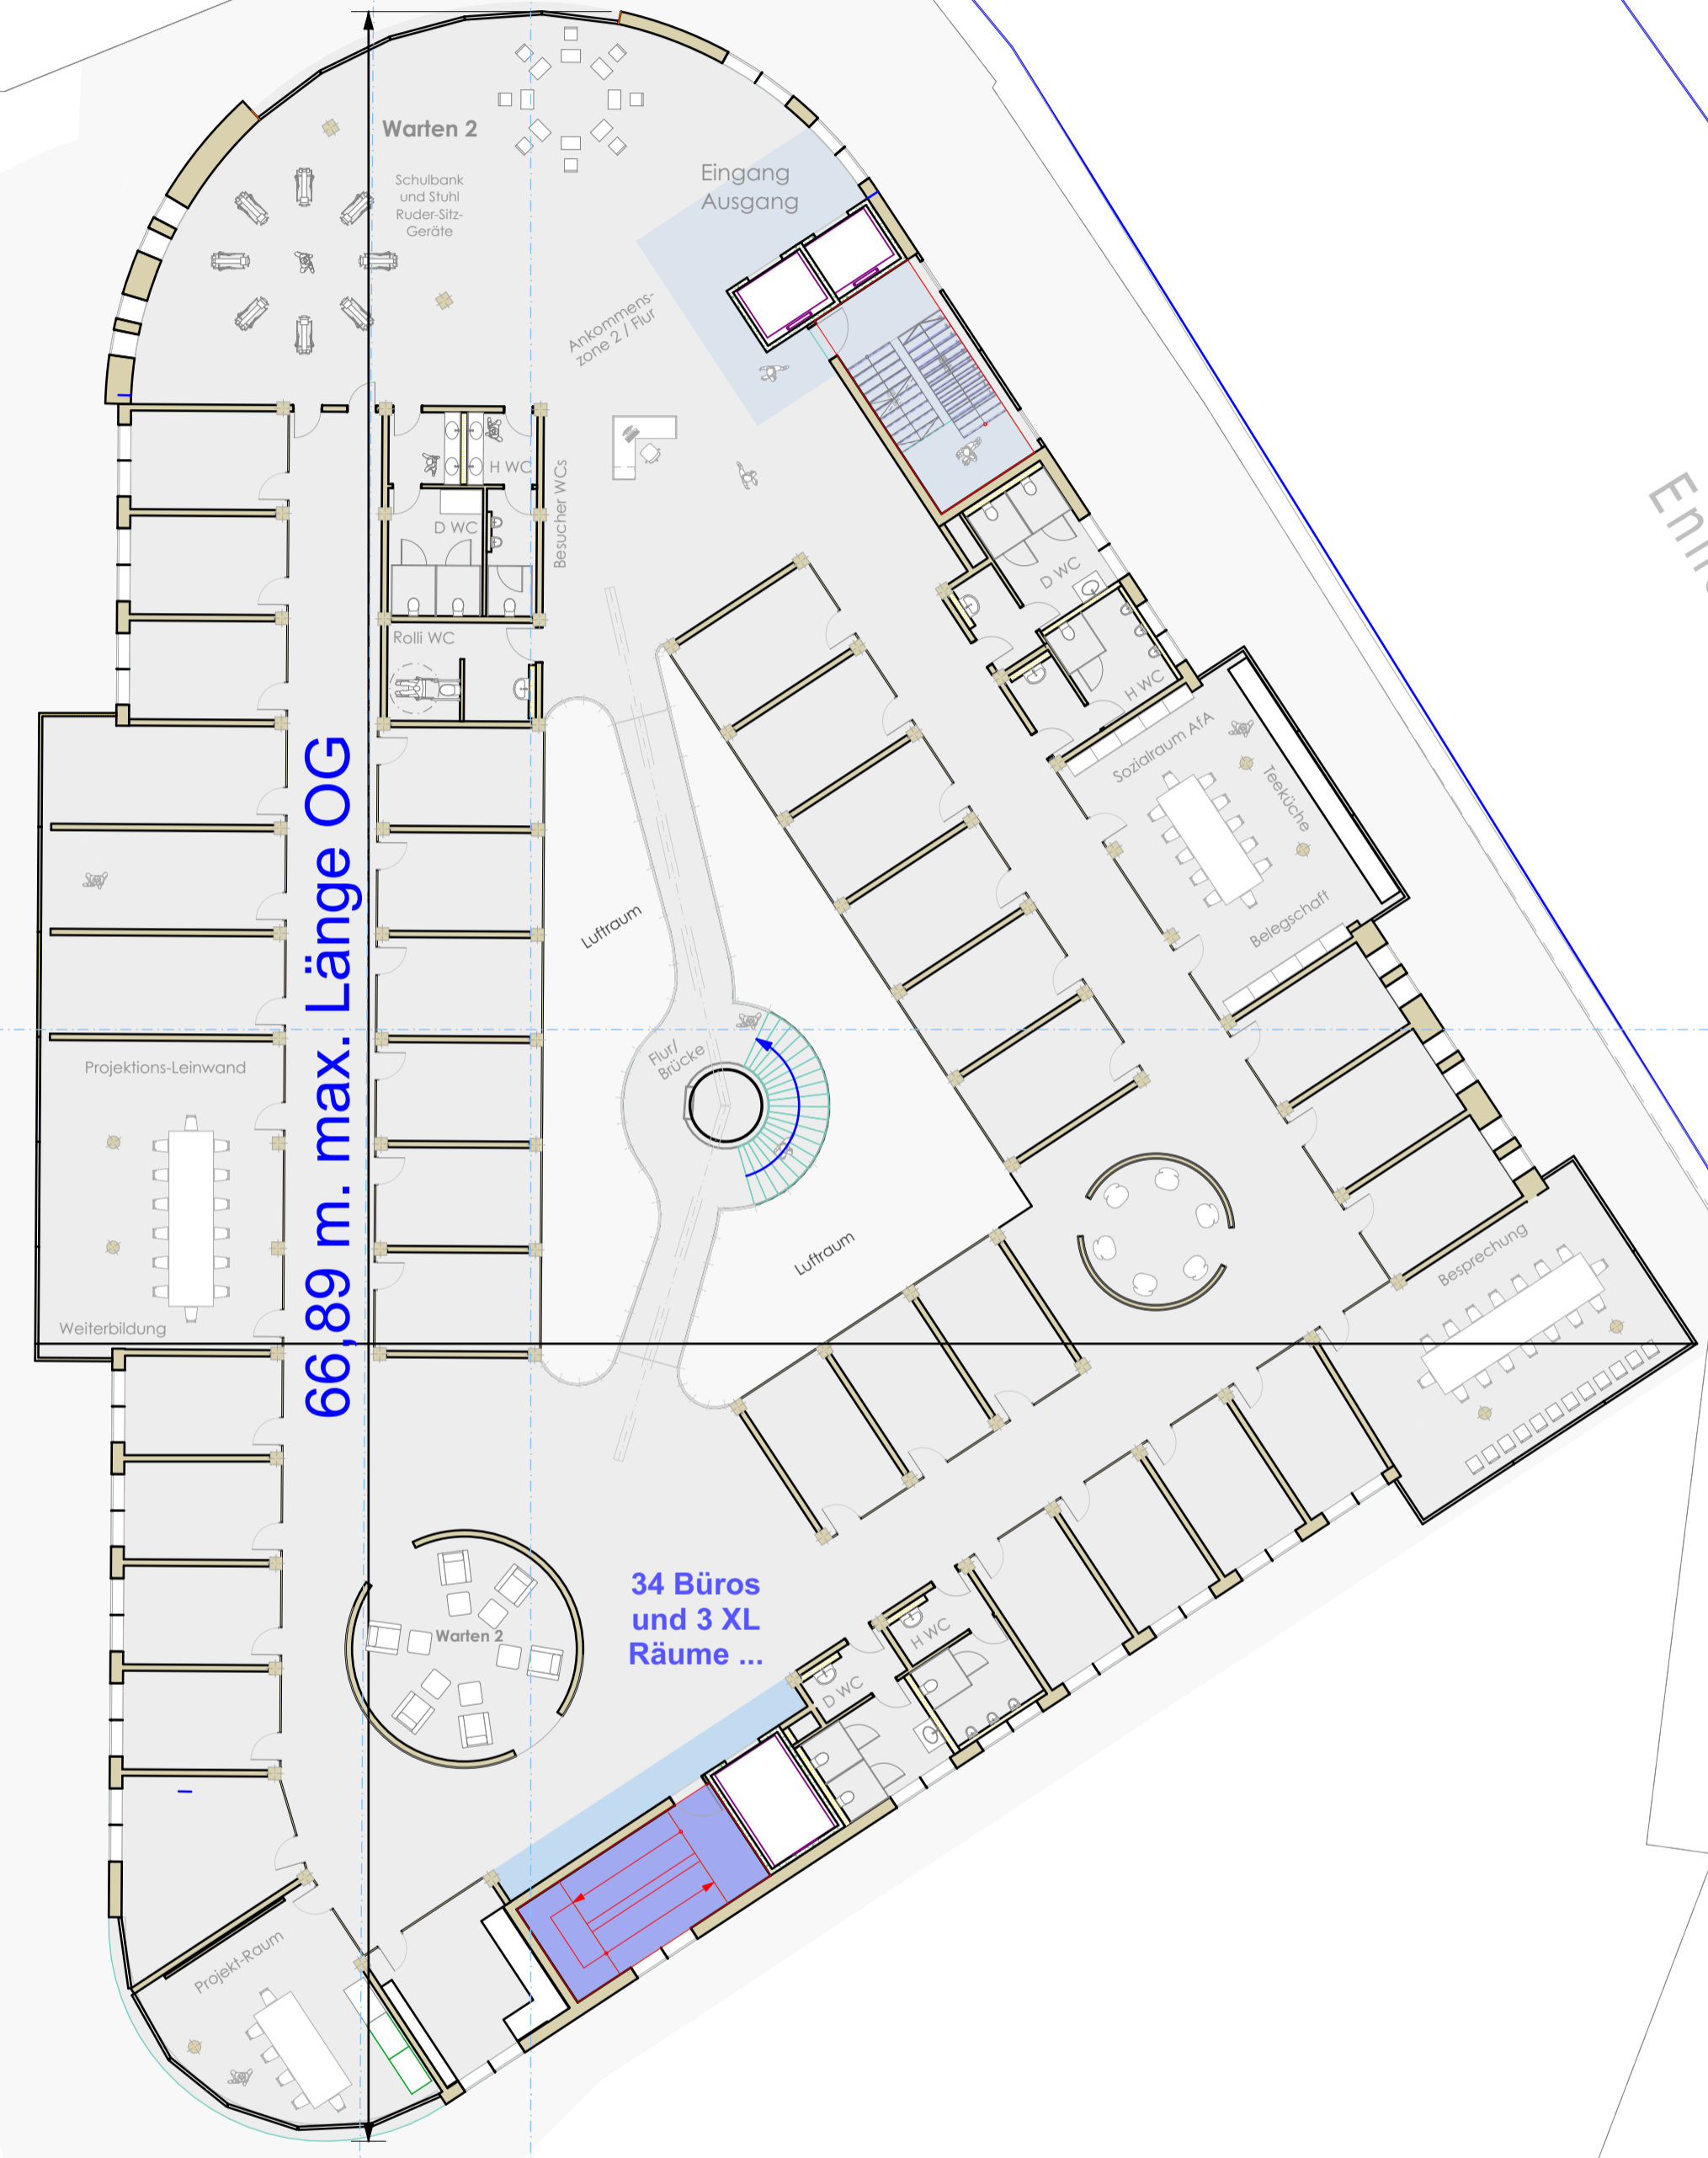 Warten 2
Schulbank
und Stuhl
Ruder-Sitz-
Geräte
Eingang
Ausgang
Ankommens-
zone 2 / Flur
H WC
D WC
Besucher WCs
Rolli WC
D WC
H WC
Sozialraum AfA
Teeküche
Belegschaft
66,89 m. max. Länge OG
Luftraum
Flur/
Brücke
Projektions-Leinwand
Weiterbildung
Luftraum
Besprechung
34 Büros
und 3 XL
Räume ...
Warten 2
H WC
D WC
Projekt-Raum